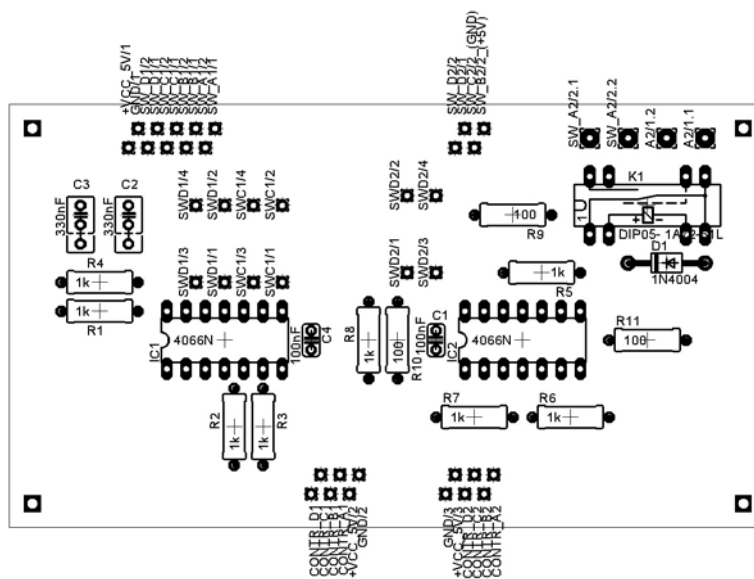 +VCC_5V/1
GND/1
SW_D1/2
SW_D1/1
SW_C1/2
SW_C1/1
SW_B1/2
SW_B1/1
SW_A1/2
SW_A1/1
SW_D2/2
SW_D2/1
SW_C2/2_(GND)
SW_B2/2_(+5V)
SW_A2/2.1
SW_A2/2.2
A2/1.2
A2/1.1
C3
330nF
C2
330nF
SWD1/4
SWD1/2
SWC1/4
SWC1/2
SWD2/2
SWD2/4
K1
1
DIP05-
100
R9
D1
1N4004
R4
1k
R1
1k
SWD1/3
SWD1/1
SWC1/3
SWC1/1
SWD2/1
SWD2/3
1k
R5
IC1
4066N
100nF
C4
R8
1k
100
R10
100nF
C1
IC2
4066N
R11
100
R2
1k
1k
R3
R7
1k
R6
1k
CONTR_D1
CONTR_C1
CONTR_B1
CONTR_A1
+VCC_5V/2
GND/2
GND/3
+VCC_5V/3
CONTR_D2
CONTR_C2
CONTR_B2
CONTR_A2